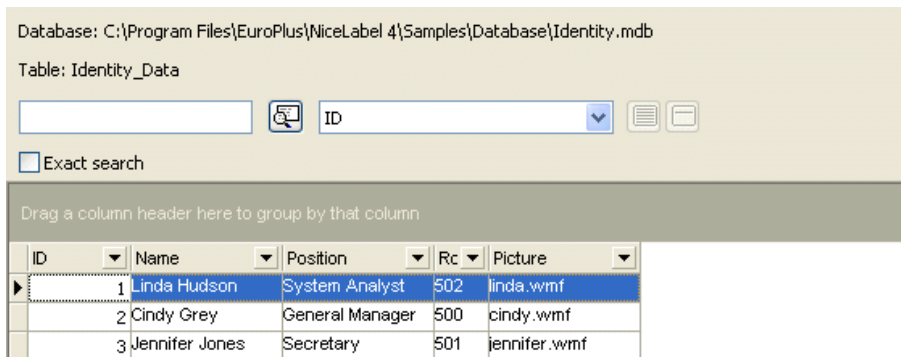 Database: C:\Program Files\EuroPlus\NiceLabel 4\Samples\Database\Identity.mdb
Table: Identity_Data
ID
Exact search
Drag a column header here to group by that column
ID Name Position Rc Picture
1 Linda Hudson System Analyst 502 linda.wmf
2 Cindy Grey General Manager 500 cindy.wmf
3 Jennifer Jones Secretary 501 jennifer.wmf